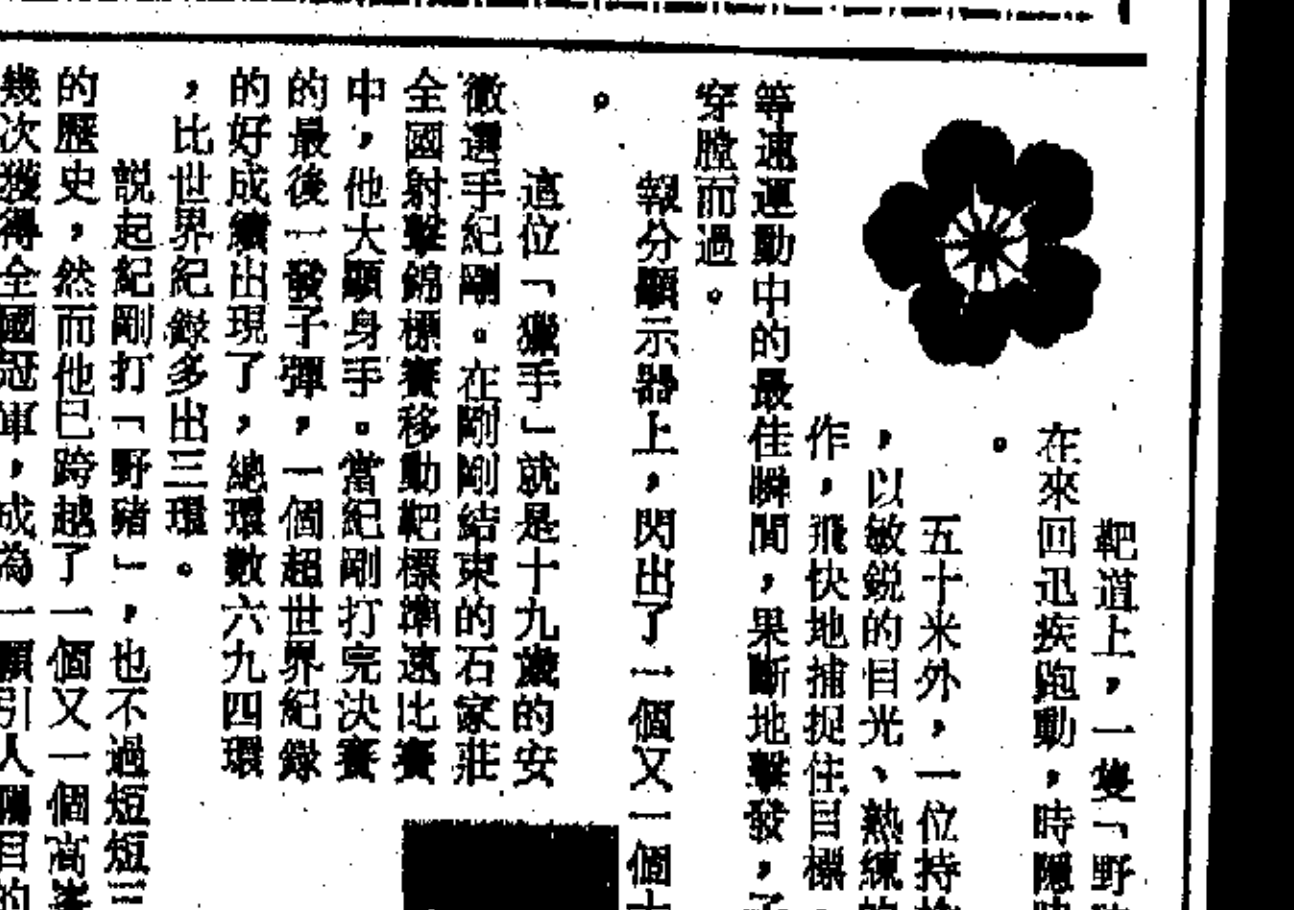 靶道上，一隻「野
在來回迅疾跑動，時隱
。
五十米外，一位持
，以敏銳的目光、熟練的
作，飛快地捕捉住目標
等速運動中的最佳瞬間，果斷地擊發，子
穿膛而過。
報分顯示器上，閃出了一個又一個
。
這位「獵手」就是十九歲的安
徽選手紀剛。在剛剛結束的石家莊
全國射擊錦標賽移動靶標準速比賽
中，他大顯身手。當紀剛打完決賽
的最後一發子彈，一個超世界紀錄
的好成績出現了，總環數六九四環
，比世界紀錄多出三環。
說起紀剛打「野豬」，也不過短短三
的歷史，然而他已跨越了一個又一個高峯
幾次獲得全國冠軍，成為一顆引人矚目的